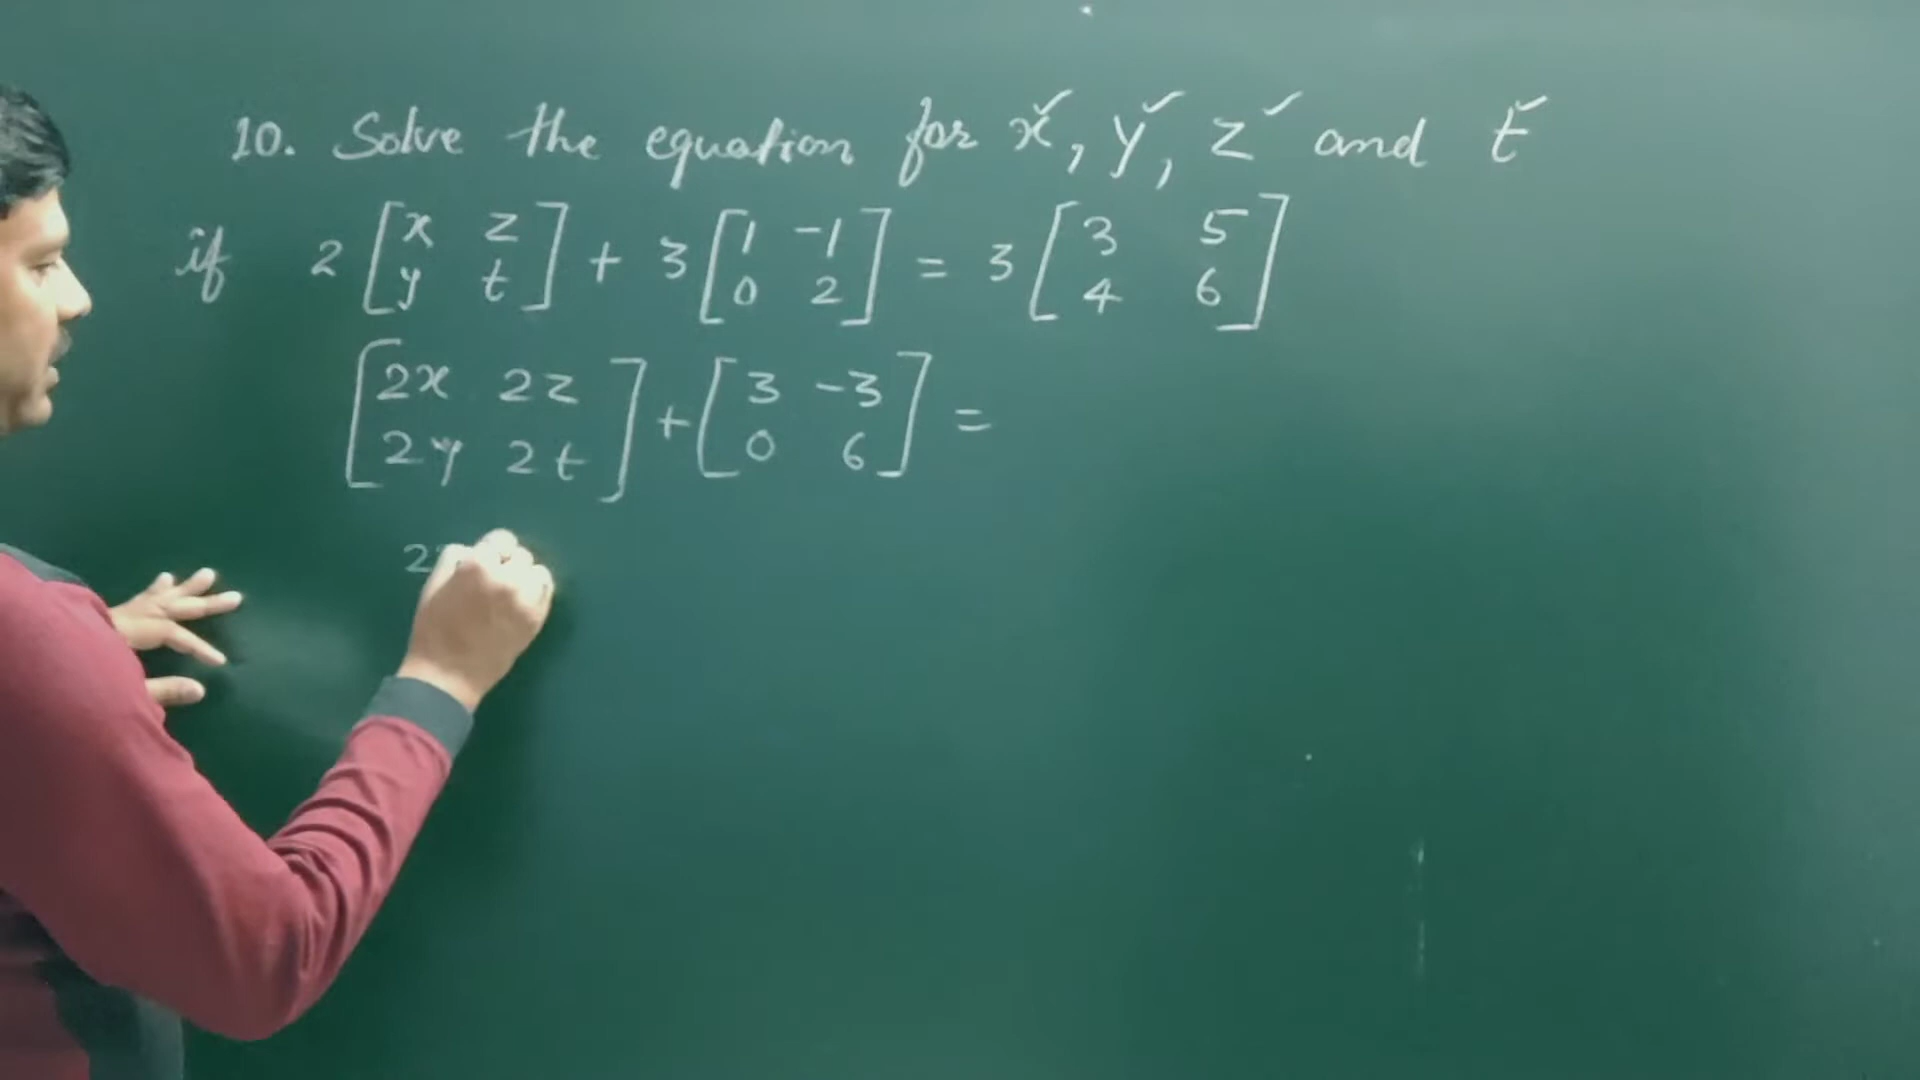 10. Solve the equation for x, y, z and t
if 2 [x z] + 3 [1 -1] = 3 [3 5]
[y t] [0 2] [4 6]
[2x 2z] + [3 -3] =
[2y 2t] [0 6]
2